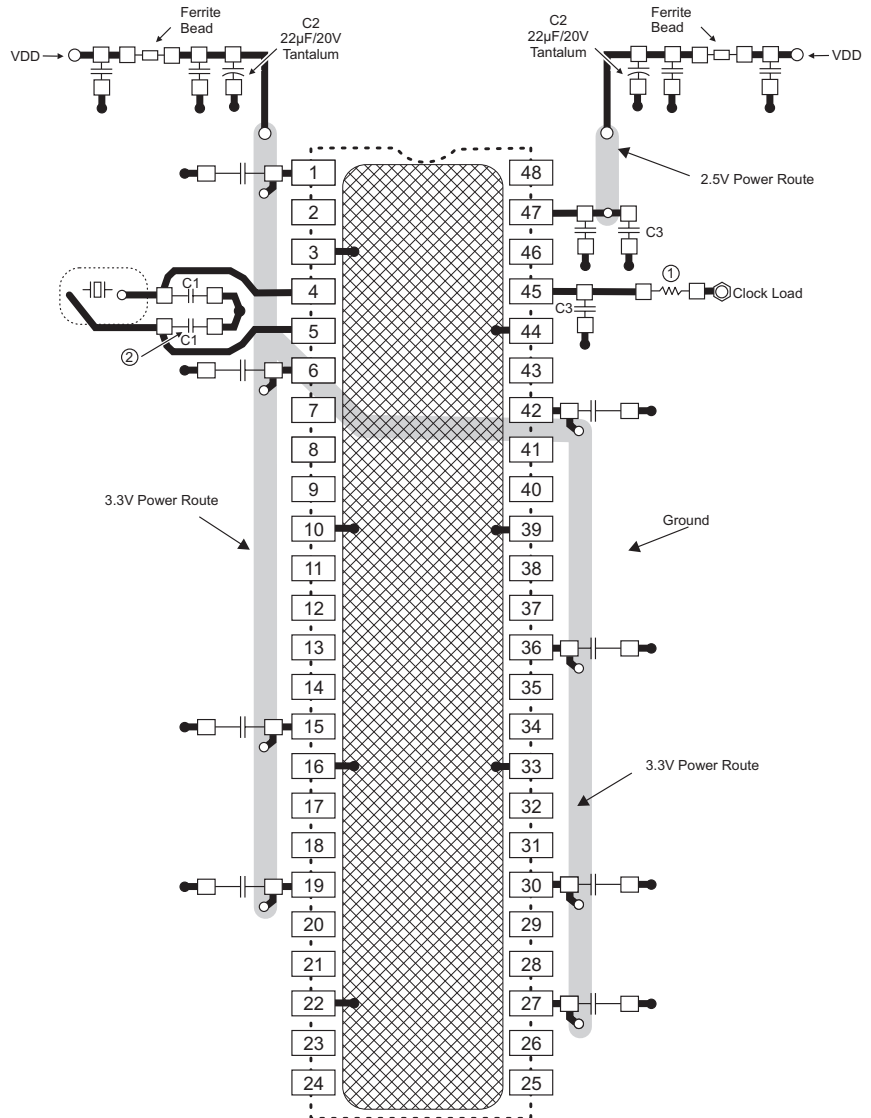 Ferrite
Bead
C2
22µF/20V
Tantalum
VDD
C2
22µF/20V
Tantalum
Ferrite
Bead
VDD
1
48
2.5V Power Route
2
47
C3
3
46
C1
4
45
C3
1
Clock Load
C1
2
5
44
6
43
7
42
8
41
9
40
3.3V Power Route
10
39
Ground
11
38
12
37
13
36
14
35
15
34
16
33
3.3V Power Route
17
32
18
31
19
30
20
29
21
28
22
27
23
26
24
25